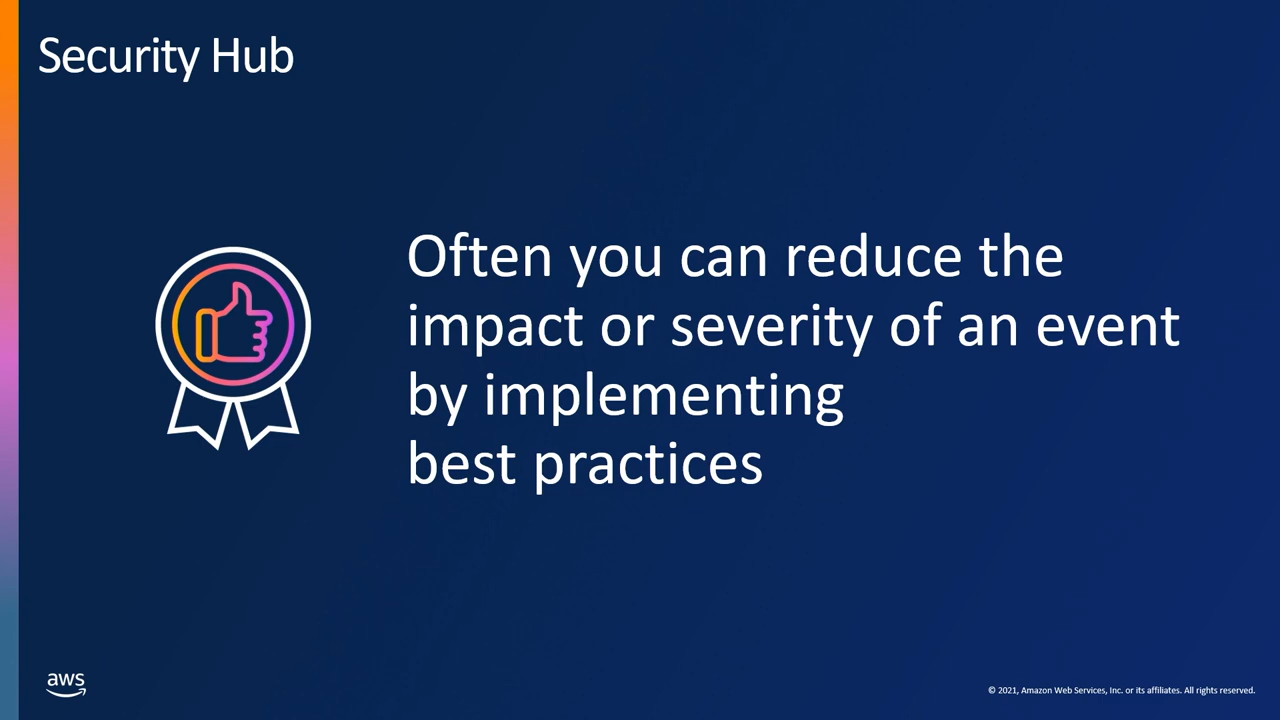 Security Hub
Often you can reduce the
impact or severity of an event
by implementing
best practices
aws
© 2021, Amazon Web Services, Inc. or its affiliates. All rights reserved.